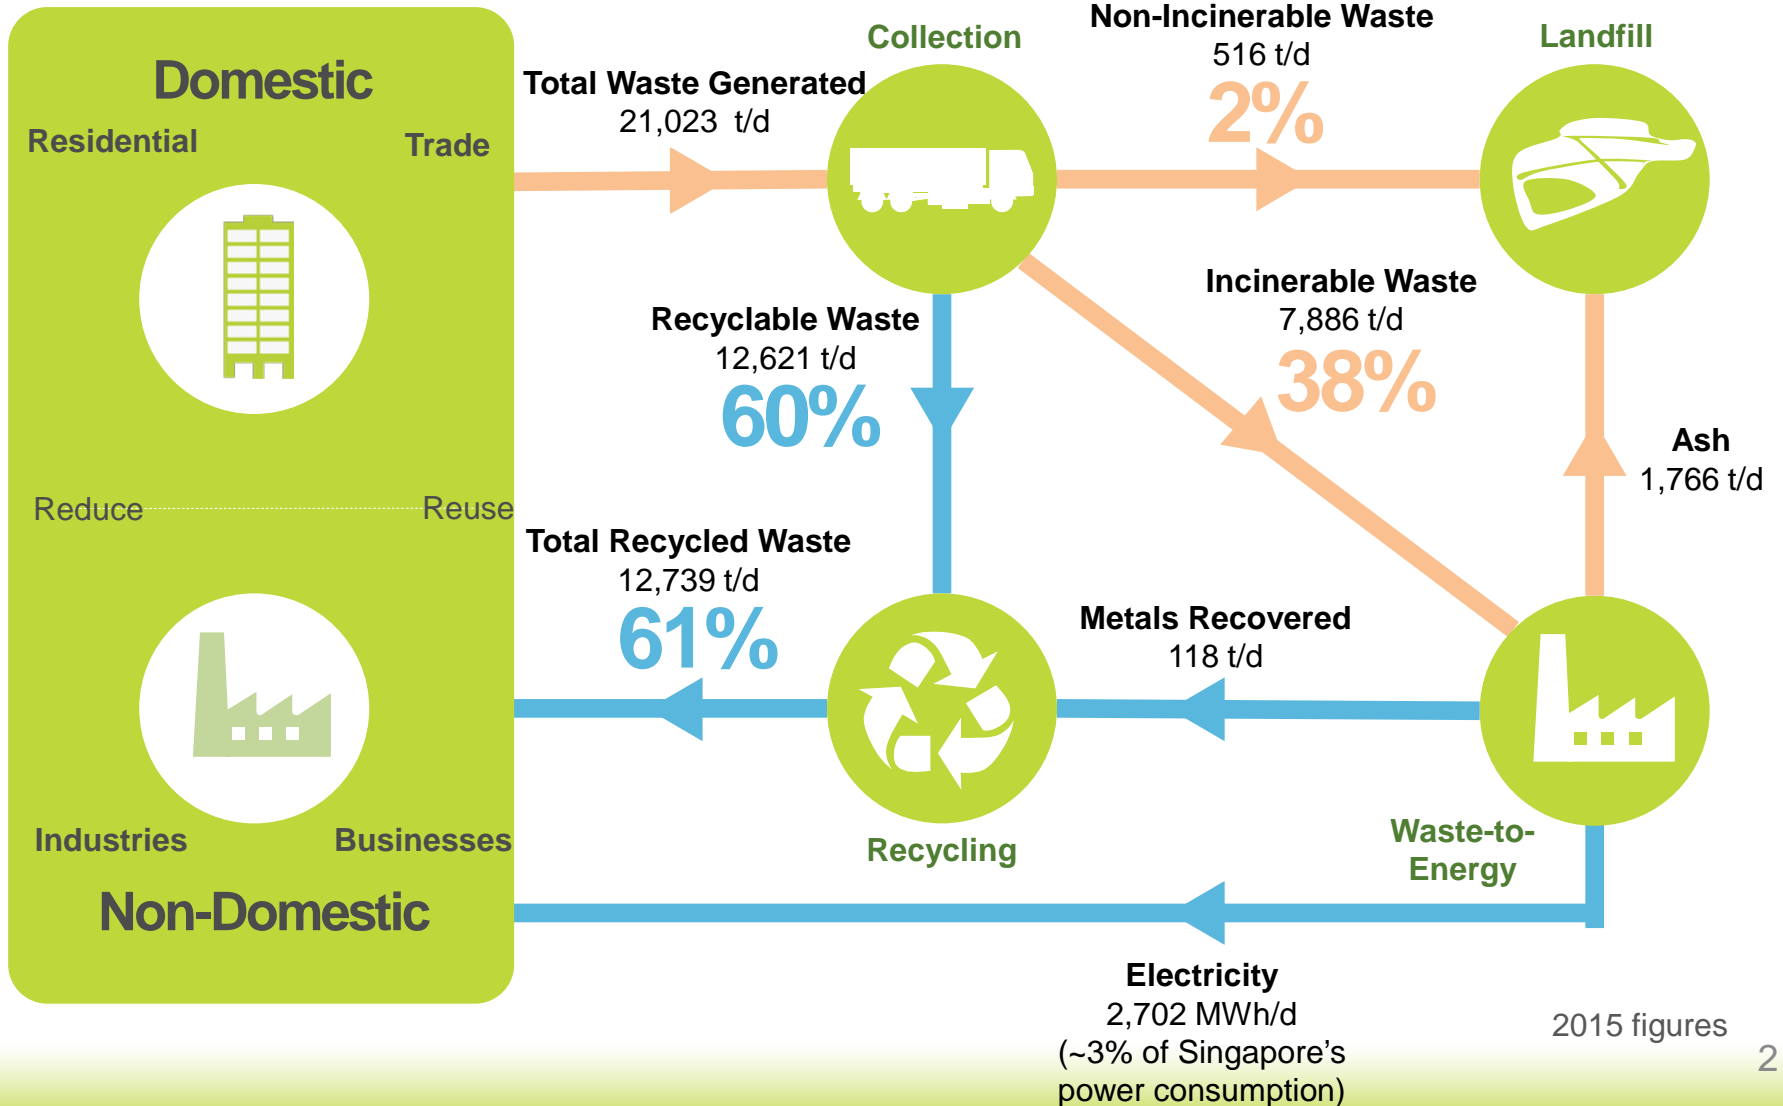 Domestic
Residential
Trade
Reduce
Reuse
Industries
Businesses
Non-Domestic
Total Waste Generated
21,023 t/d
Collection
Non-Incinerable Waste
516 t/d
2%
Landfill
Recyclable Waste
12,621 t/d
60%
Incinerable Waste
7,886 t/d
38%
Ash
1,766 t/d
Total Recycled Waste
12,739 t/d
61%
Metals Recovered
118 t/d
Recycling
Waste-to-
Energy
Electricity
2,702 MWh/d
(~3% of Singapore’s
power consumption)
2015 figures
2